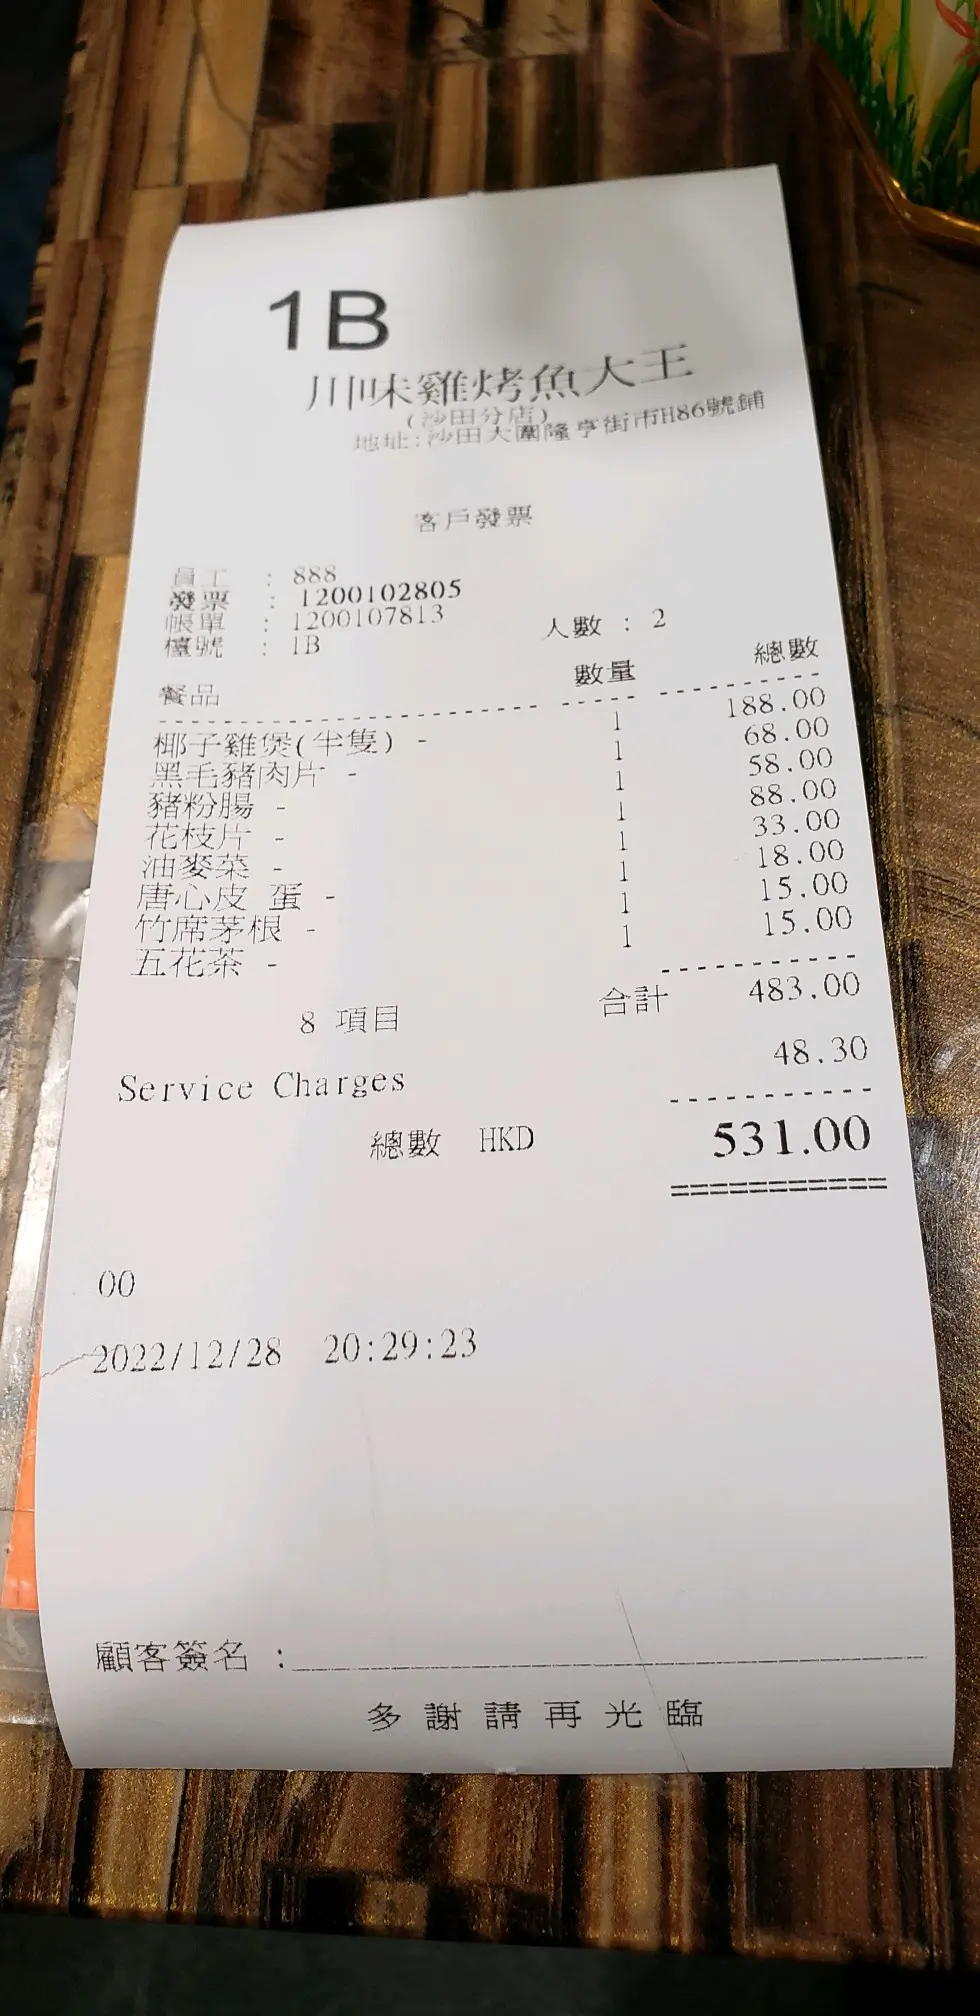 1B
川味雞烤魚大王
(沙田分店)
地址:沙田大圍隆亨街市H86號鋪
客戶發票
員工 : 888
發票 : 1200102805
帳單 : 1200107813
檯號 : 1B 人數 : 2
餐品 數量 總數
椰子雞煲(半隻) - 1 188.00
黑毛豬肉片 - 1 68.00
豬粉腸 - 1 58.00
花枝片 - 1 88.00
油麥菜 - 1 33.00
唐心皮 蛋 - 1 18.00
竹席茅根 - 1 15.00
五花茶 - 1 15.00
8 項目 合計 483.00
Service Charges 48.30
總數 HKD 531.00
00
2022/12/28 20:29:23
顧客簽名 :
多謝請再光臨